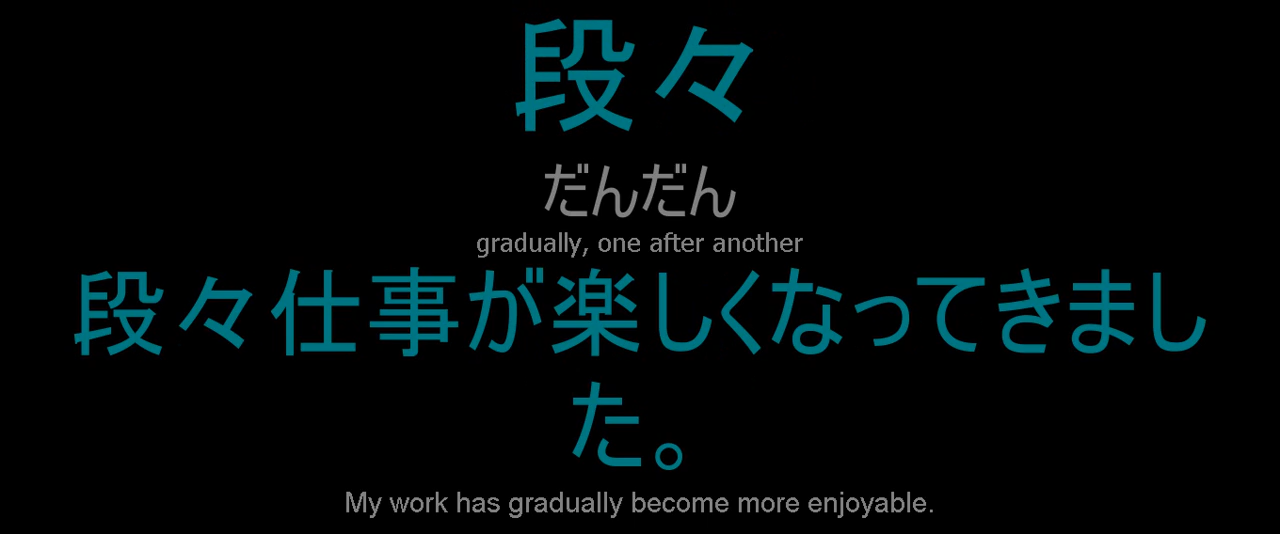 段々
だんだん
gradually, one after another
段々仕事が楽しくなってきまし
た。
My work has gradually become more enjoyable.